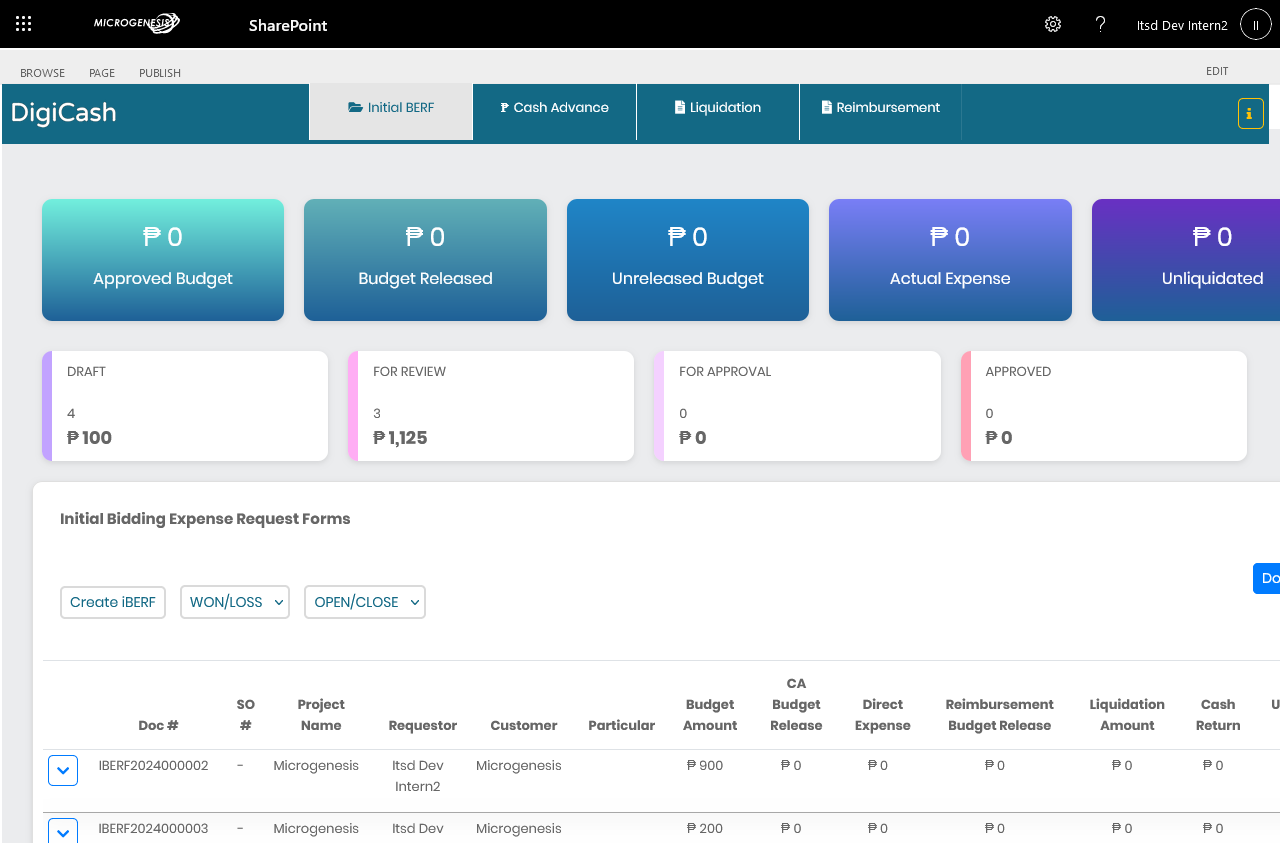 MICROGENESIS
SharePoint
?
Itsd Dev Intern2
II
BROWSE
PAGE
PUBLISH
EDIT
DigiCash
Initial BERF
₱ Cash Advance
Liquidation
Reimbursement
i
₱ 0
Approved Budget
₱ 0
Budget Released
₱ 0
Unreleased Budget
₱ 0
Actual Expense
₱ 0
Unliquidated
DRAFT
4
₱ 100
FOR REVIEW
3
₱ 1,125
FOR APPROVAL
0
₱ 0
APPROVED
0
₱ 0
Initial Bidding Expense Request Forms
Do
Create iBERF
WON/LOSS
OPEN/CLOSE
Doc #
SO
#
Project
Name
Requestor
Customer
Particular
Budget
Amount
CA
Budget
Release
Direct
Expense
Reimbursement
Budget Release
Liquidation
Amount
Cash
Return
U
IBERF2024000002 - Microgenesis Itsd Dev Microgenesis ₱ 900 ₱ 0 ₱ 0 ₱ 0 ₱ 0 ₱ 0
Intern2
IBERF2024000003 - Microgenesis Itsd Dev Microgenesis ₱ 200 ₱ 0 ₱ 0 ₱ 0 ₱ 0 ₱ 0